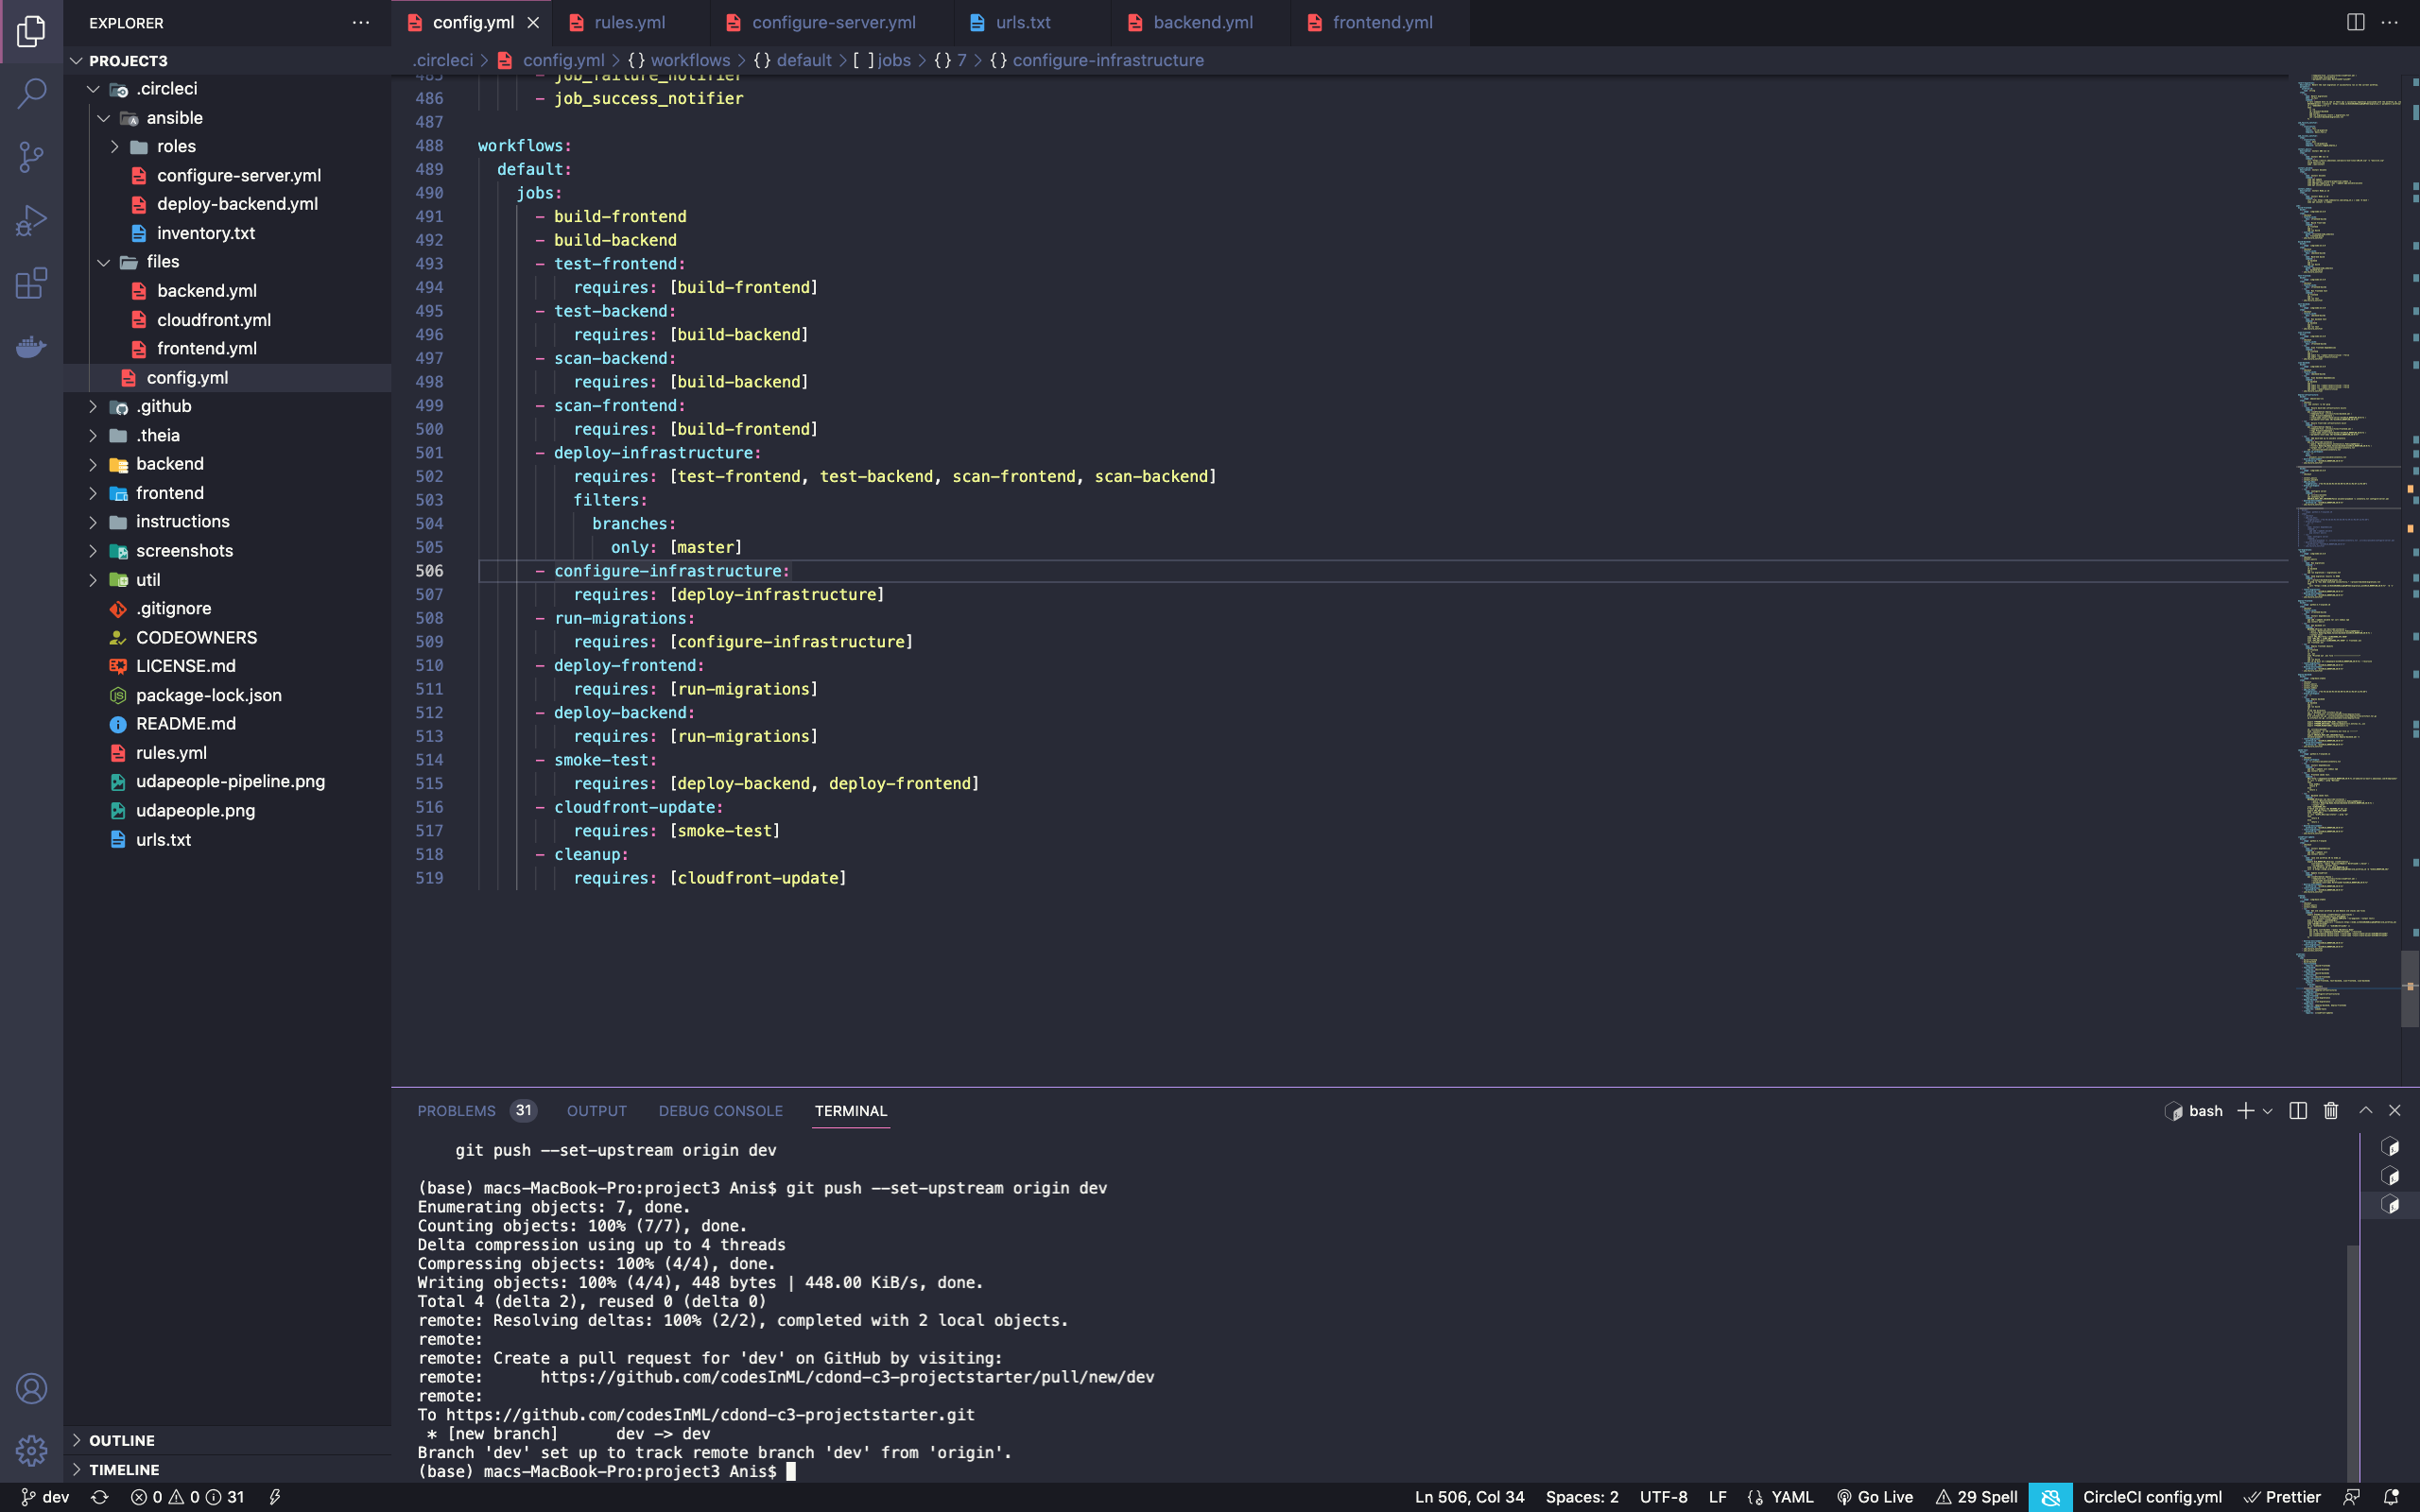 EXPLORER
PROJECT3
.circleci
ansible
roles
configure-server.yml
deploy-backend.yml
inventory.txt
files
backend.yml
cloudfront.yml
frontend.yml
config.yml
.github
.theia
backend
frontend
instructions
screenshots
util
.gitignore
CODEOWNERS
LICENSE.md
package-lock.json
README.md
rules.yml
udapeople-pipeline.png
udapeople.png
urls.txt
OUTLINE
TIMELINE
config.yml rules.yml configure-server.yml urls.txt backend.yml frontend.yml
.circleci > config.yml > {} workflows > {} default > [ ] jobs > {} 7 > {} configure-infrastructure
485 - job_failure_notifier
486 - job_success_notifier
487
488 workflows:
489 default:
490 jobs:
491 - build-frontend
492 - build-backend
493 - test-frontend:
494 requires: [build-frontend]
495 - test-backend:
496 requires: [build-backend]
497 - scan-backend:
498 requires: [build-backend]
499 - scan-frontend:
500 requires: [build-frontend]
501 - deploy-infrastructure:
502 requires: [test-frontend, test-backend, scan-frontend, scan-backend]
503 filters:
504 branches:
505 only: [master]
506 - configure-infrastructure:
507 requires: [deploy-infrastructure]
508 - run-migrations:
509 requires: [configure-infrastructure]
510 - deploy-frontend:
511 requires: [run-migrations]
512 - deploy-backend:
513 requires: [run-migrations]
514 - smoke-test:
515 requires: [deploy-backend, deploy-frontend]
516 - cloudfront-update:
517 requires: [smoke-test]
518 - cleanup:
519 requires: [cloudfront-update]
PROBLEMS 31 OUTPUT DEBUG CONSOLE TERMINAL bash
git push --set-upstream origin dev
(base) macs-MacBook-Pro:project3 Anis$ git push --set-upstream origin dev
Enumerating objects: 7, done.
Counting objects: 100% (7/7), done.
Delta compression using up to 4 threads
Compressing objects: 100% (4/4), done.
Writing objects: 100% (4/4), 448 bytes | 448.00 KiB/s, done.
Total 4 (delta 2), reused 0 (delta 0)
remote: Resolving deltas: 100% (2/2), completed with 2 local objects.
remote:
remote: Create a pull request for 'dev' on GitHub by visiting:
remote: https://github.com/codesInML/cdond-c3-projectstarter/pull/new/dev
remote:
To https://github.com/codesInML/cdond-c3-projectstarter.git
* [new branch] dev -> dev
Branch 'dev' set up to track remote branch 'dev' from 'origin'.
(base) macs-MacBook-Pro:project3 Anis$
dev 0 0 31 Ln 506, Col 34 Spaces: 2 UTF-8 LF YAML Go Live 29 Spell CircleCI config.yml Prettier